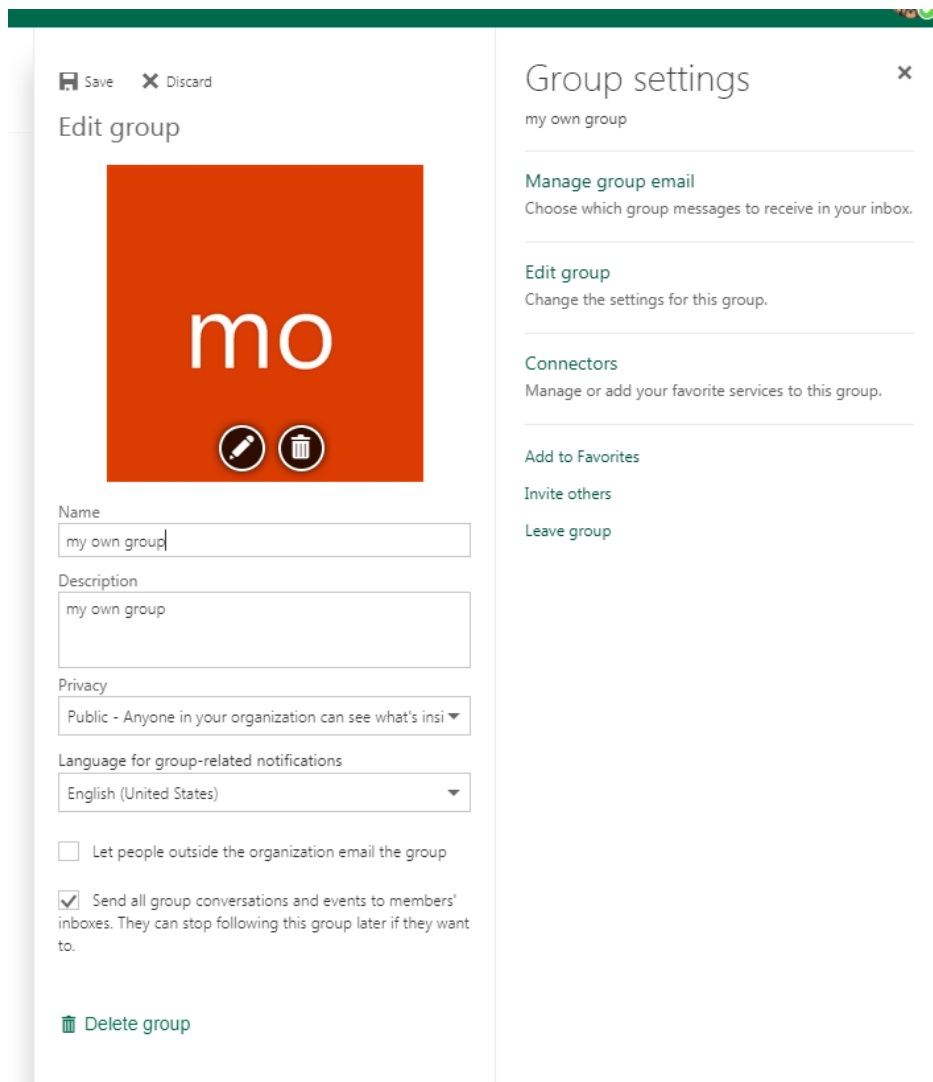 Save Discard
Edit group
mo
Name
my own group
Description
my own group
Privacy
Public - Anyone in your organization can see what's insi
Language for group-related notifications
English (United States)
Let people outside the organization email the group
Send all group conversations and events to members'
inboxes. They can stop following this group later if they want
to.
Delete group
Group settings
my own group
Manage group email
Choose which group messages to receive in your inbox.
Edit group
Change the settings for this group.
Connectors
Manage or add your favorite services to this group.
Add to Favorites
Invite others
Leave group